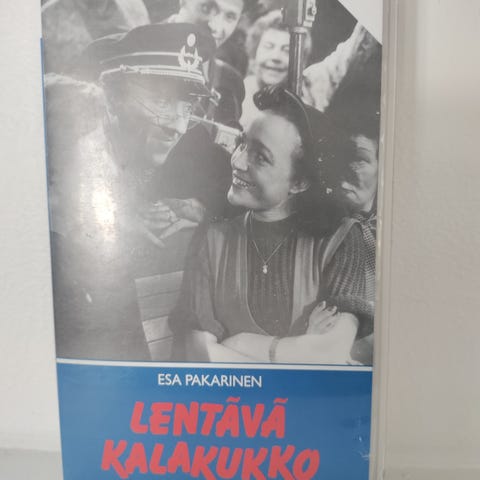 ESA PAKARINEN
LENTÄVÄ
KALAKUKKO